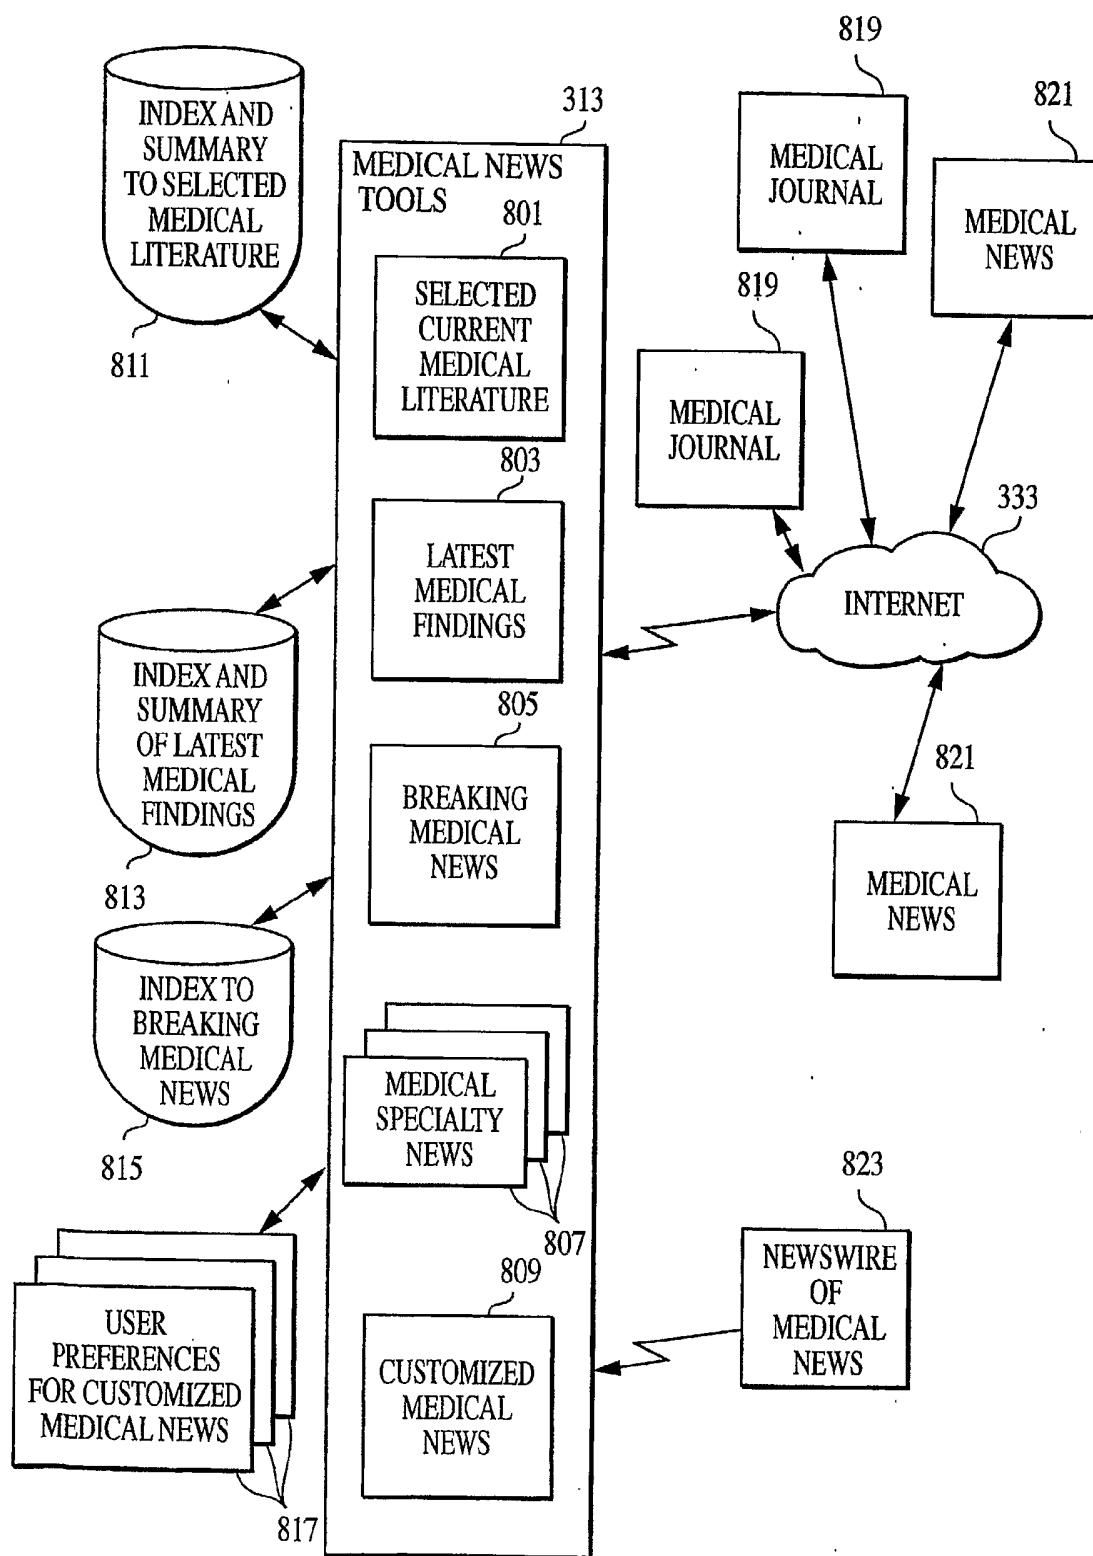 819
821
313
INDEX AND
SUMMARY
TO SELECTED
MEDICAL
LITERATURE
811
MEDICAL NEWS
TOOLS
801
SELECTED
CURRENT
MEDICAL
LITERATURE
MEDICAL
JOURNAL
MEDICAL
NEWS
819
MEDICAL
JOURNAL
803
LATEST
MEDICAL
FINDINGS
333
INTERNET
INDEX AND
SUMMARY
OF LATEST
MEDICAL
FINDINGS
813
805
BREAKING
MEDICAL
NEWS
821
MEDICAL
NEWS
INDEX TO
BREAKING
MEDICAL
NEWS
815
MEDICAL
SPECIALTY
NEWS
807
823
NEWSWIRE
OF
MEDICAL
NEWS
USER
PREFERENCES
FOR CUSTOMIZED
MEDICAL NEWS
817
809
CUSTOMIZED
MEDICAL
NEWS